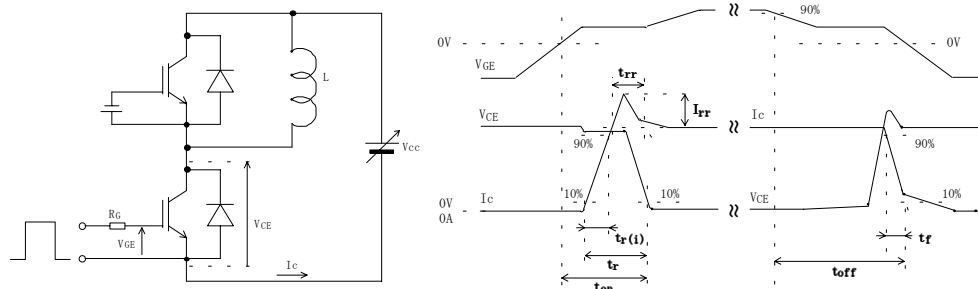 L
Vcc
RG
VGE
VCE
Ic
0V
90%
0V
VGE
trr
Irr
VCE
Ic
90%
90%
Ic
10%
10%
VCE
10%
0V
0A
tr(i)
tf
tr
toff
ton